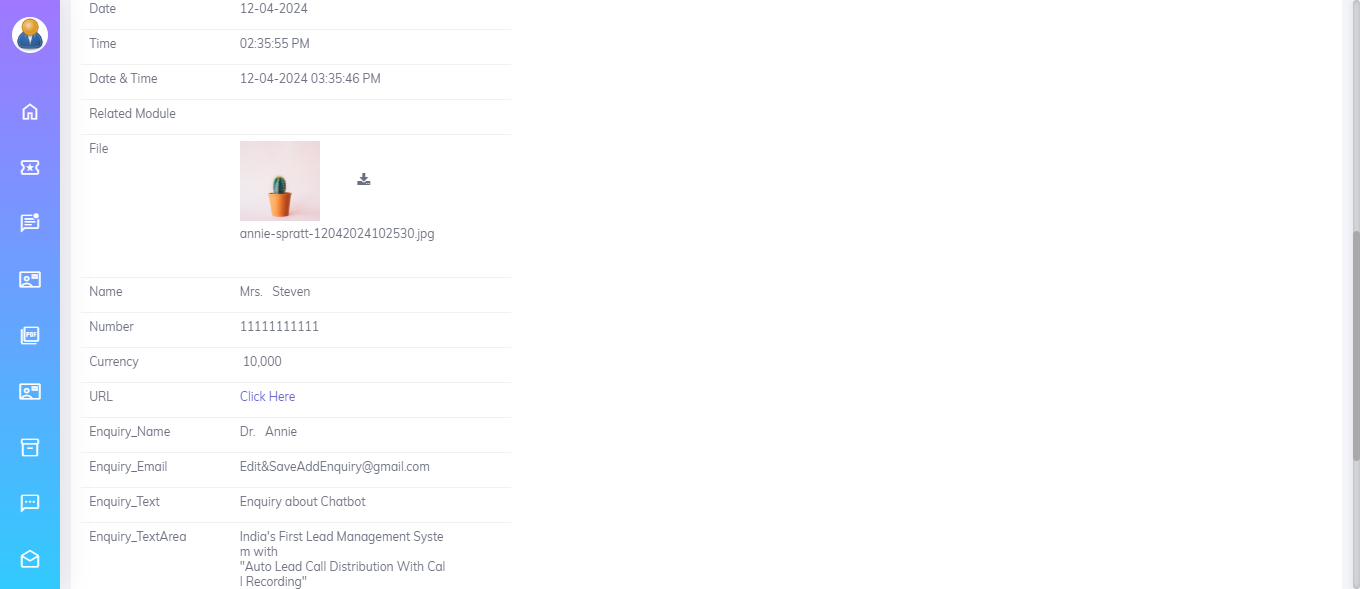 Date 12-04-2024
Time 02:35:55 PM
Date & Time 12-04-2024 03:35:46 PM
Related Module
File
annie-spratt-12042024102530.jpg
Name Mrs. Steven
Number 11111111111
Currency 10,000
URL Click Here
Enquiry_Name Dr. Annie
Enquiry_Email Edit&SaveAddEnquiry@gmail.com
Enquiry_Text Enquiry about Chatbot
Enquiry_TextArea India's First Lead Management Syste
m with
"Auto Lead Call Distribution With Cal
l Recording"
PDF